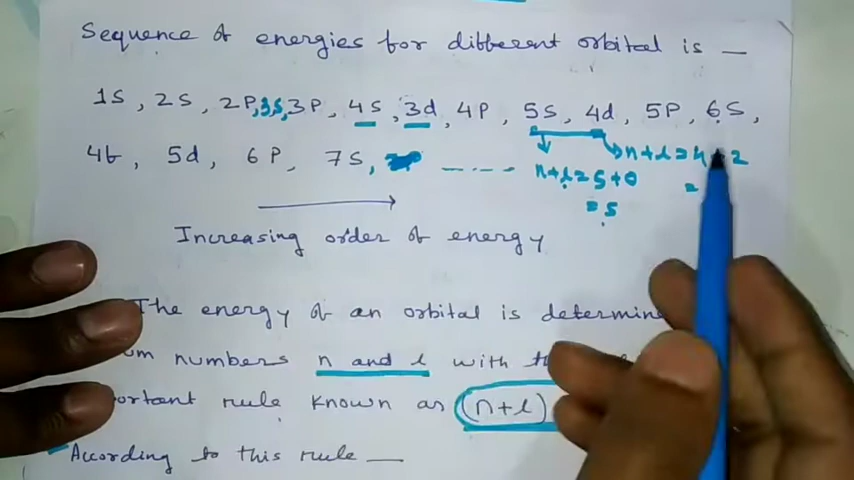 Sequence of energies for different orbital is —
1S, 2S, 2P, 3S, 3P, 4S, 3d, 4P, 5S, 4d, 5P, 6S,
4f, 5d, 6P, 7S, -----
n+l=4 2
n+l=5+0
=
=5
Increasing order of energy
The energy of an orbital is
numbers n and l with
rule known as (n+l)
According to this rule —